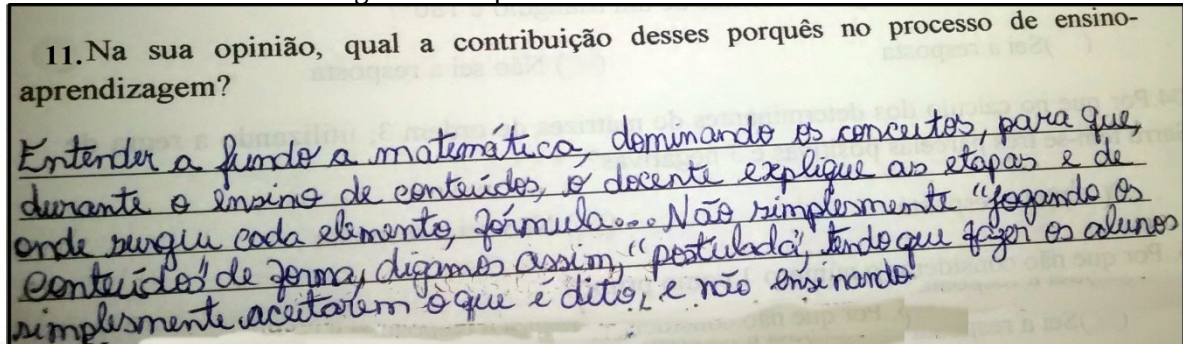 11. Na sua opinião, qual a contribuição desses porquês no processo de ensino-
aprendizagem?
Entender a fundo a matemática, dominando os conceitos, para que,
durante o ensino de conteúdos, o docente explique as etapas e de
onde surgiu cada elemento, fórmula... Não simplesmente "jogando os
conteúdos" de forma, digamos assim, "postulada", tendo que fazer os alunos
simplesmente aceitarem o que é dito, e não ensinando